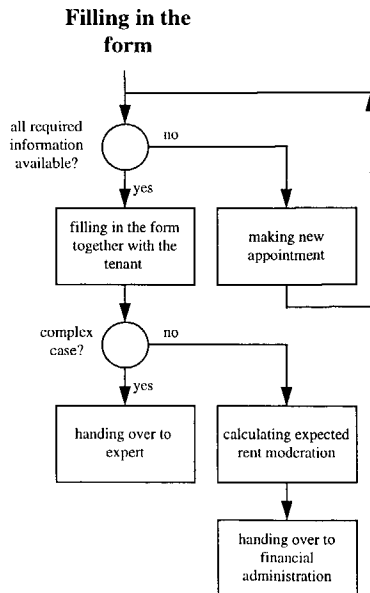 Filling in the
form
all required
information
available?
no
yes
filling in the form
together with the
tenant
making new
appointment
complex
case?
no
yes
handing over to
expert
calculating expected
rent moderation
handing over to
financial
administration